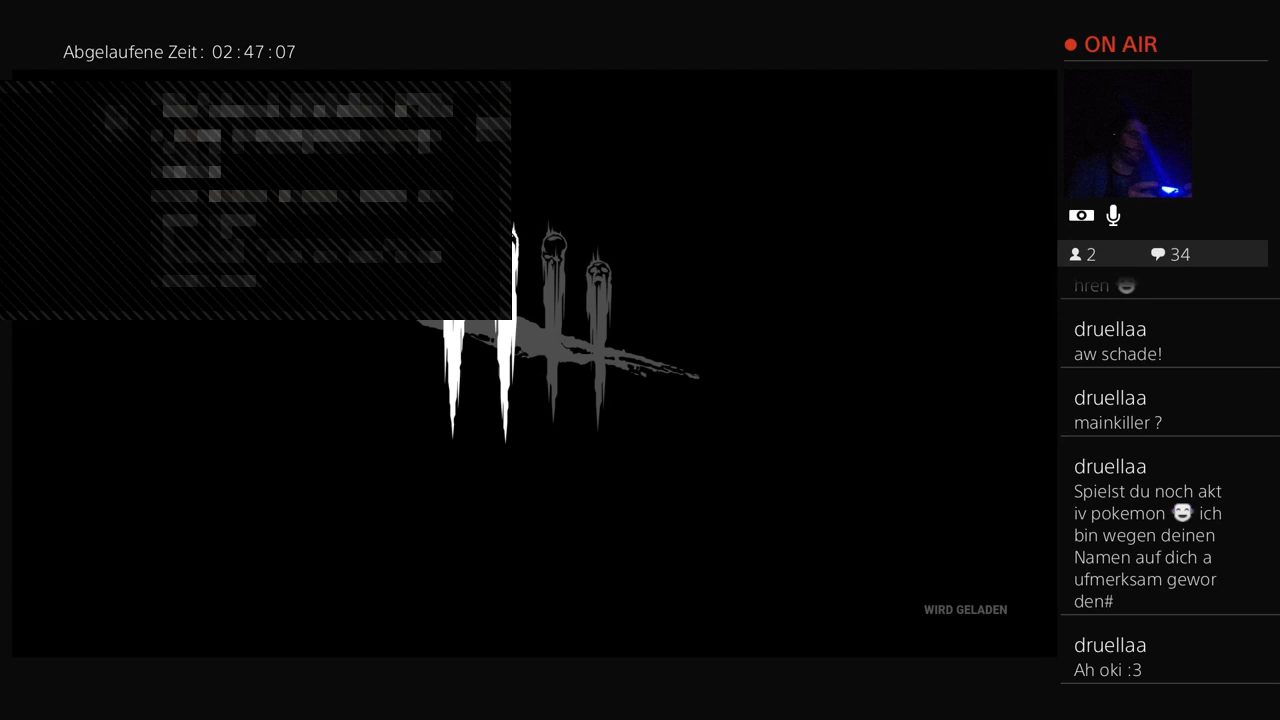 Abgelaufene Zeit: 02:47:07
ON AIR
2 34
hren
druellaa
aw schade!
druellaa
mainkiller ?
druellaa
Spielst du noch akt
iv pokemon 😄 ich
bin wegen deinen
Namen auf dich a
ufmerksam gewor
den#
druellaa
Ah oki :3
WIRD GELADEN